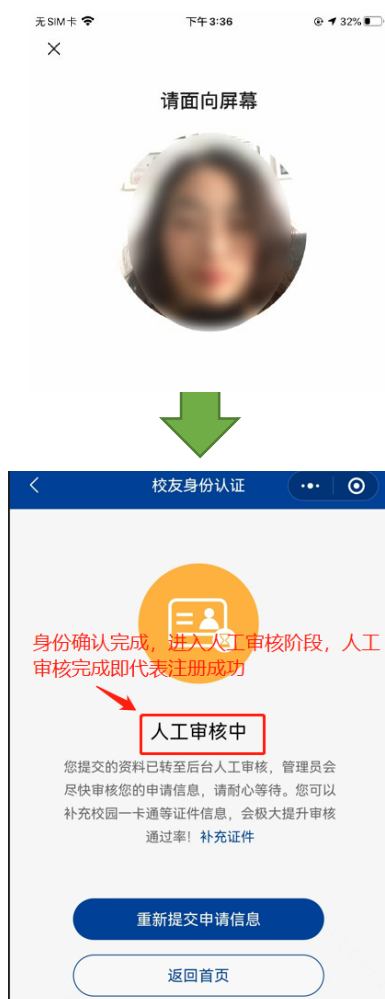 无SIM卡 下午3:36 32%
请面向屏幕
校友身份认证
身份确认完成，进入人工审核阶段，人工
审核完成即代表注册成功
人工审核中
您提交的资料已转至后台人工审核，管理员会
尽快审核您的申请信息，请耐心等待。您可以
补充校园一卡通等证件信息，会极大提升审核
通过率！补充证件
重新提交申请信息
返回首页